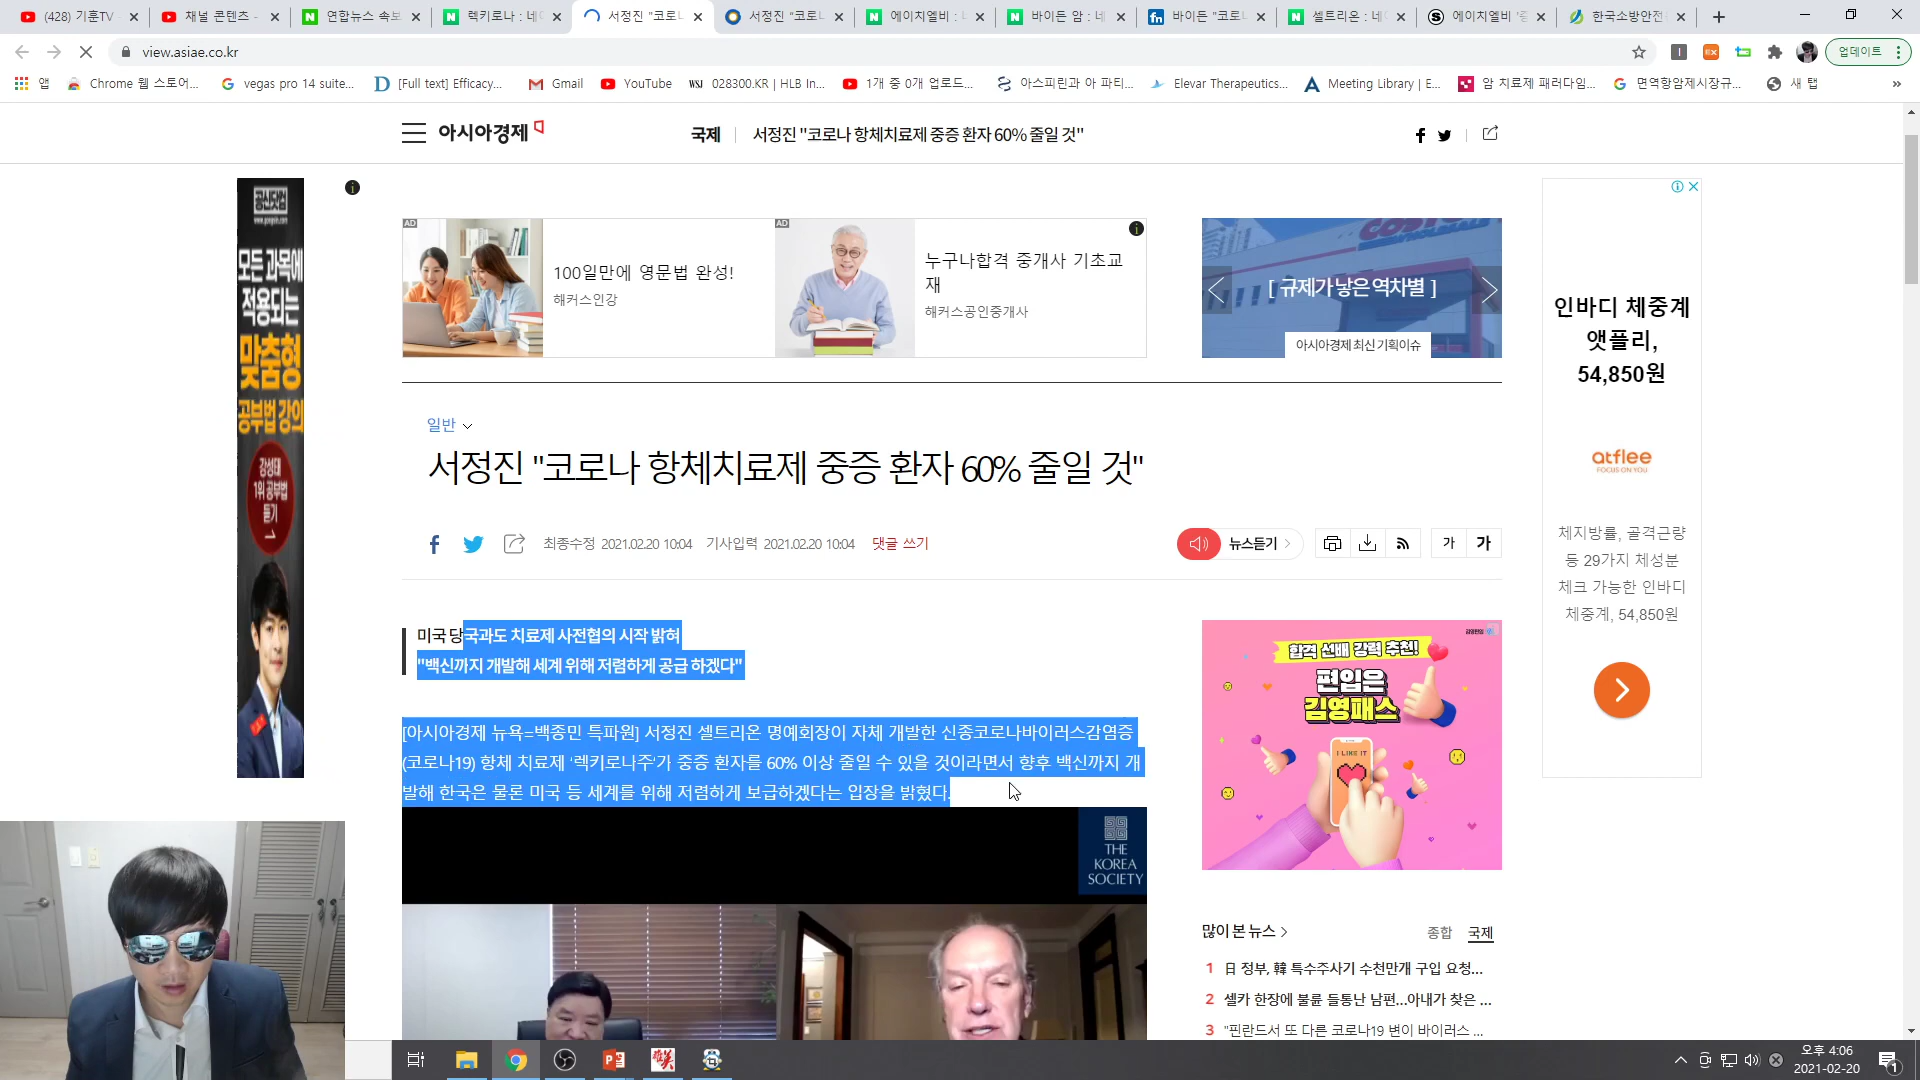 (428) 기훈TV
채널 콘텐츠 -
연합뉴스 속보
렉키로나 : 네
서정진 "코로
서정진 "코로
에이치엘비 : 네
바이든 암 : 네
바이든 "코로
셀트리온 : 네
에이치엘비 '
한국소방안전
view.asiae.co.kr
업데이트
앱
Chrome 웹 스토어...
vegas pro 14 suite...
[Full text] Efficacy...
Gmail
YouTube
WSJ
028300.KR | HLB In...
1개 중 0개 업로드...
아스피린과 아 파티...
Elevar Therapeutics...
Meeting Library | E...
암 치료제 패러다임...
면역항암제시장규...
새 탭
아시아경제
국제
서정진 "코로나 항체치료제 중증 환자 60% 줄일 것"
공신닷컴
모든 과목에
적용되는
맞춤형
공부법 강의
강성태
1위 공부법
듣기
AD
100일만에 영문법 완성!
해커스인강
AD
누구나합격 중개사 기초교
재
해커스공인중개사
[ 규제가 낳은 역차별 ]
아시아경제 최신 기획이슈
인바디 체중계
앳플리,
54,850원
atflee
FOCUS ON YOU
체지방률, 골격근량
등 29가지 체성분
체크 가능한 인바디
체중계, 54,850원
일반
서정진 "코로나 항체치료제 중증 환자 60% 줄일 것"
최종수정 2021.02.20 10:04 기사입력 2021.02.20 10:04 댓글 쓰기
뉴스듣기
가
가
미국 당국과도 치료제 사전협의 시작 밝혀
"백신까지 개발해 세계 위해 저렴하게 공급 하겠다"
[아시아경제 뉴욕=백종민 특파원] 서정진 셀트리온 명예회장이 자체 개발한 신종코로나바이러스감염증
(코로나19) 항체 치료제 '렉키로나주'가 중증 환자를 60% 이상 줄일 수 있을 것이라면서 향후 백신까지 개
발해 한국은 물론 미국 등 세계를 위해 저렴하게 보급하겠다는 입장을 밝혔다.
THE
KOREA
SOCIETY
합격 선배 강력 추천!
편입은
김영패스
I LIKE IT
많이 본 뉴스
종합
국제
1 日 정부, 韓 특수주사기 수천만개 구입 요청...
2 셀카 한장에 불륜 들통난 남편...아내가 찾은 ...
3 "핀란드서 또 다른 코로나19 변이 바이러스 ...
오후 4:06
2021-02-20
1